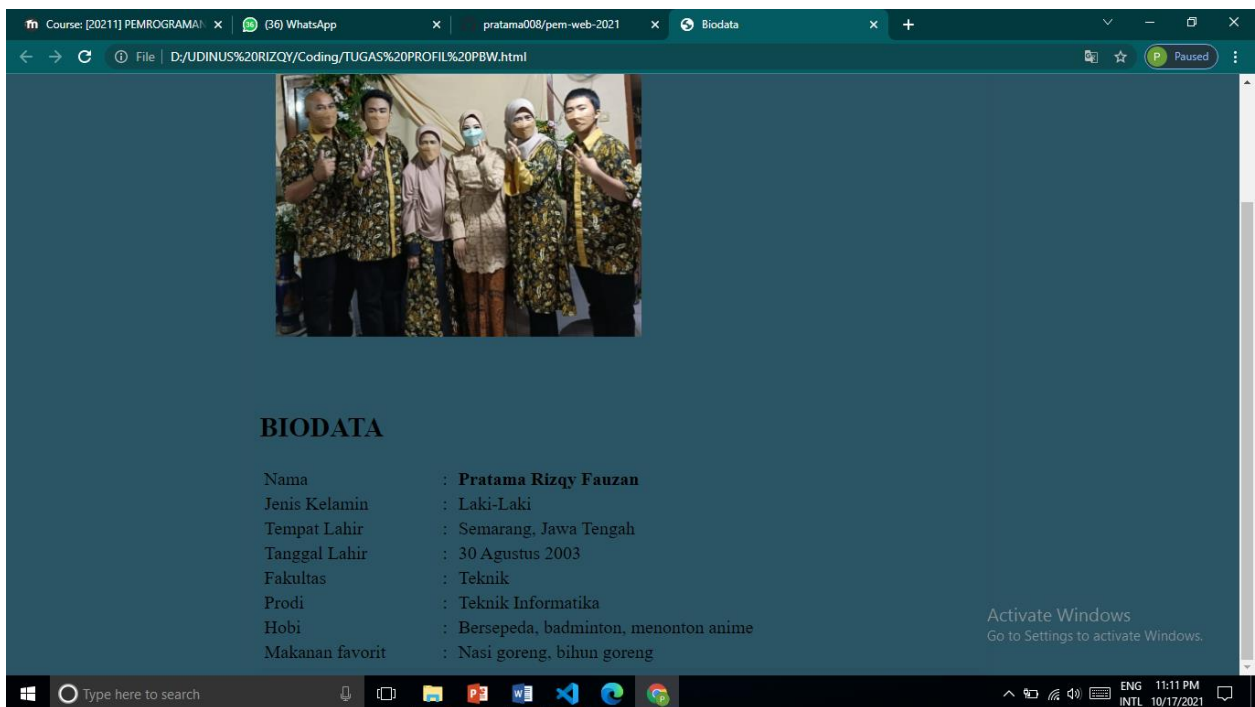 Course: [20211] PEMROGRAMAN
(36) WhatsApp
pratama008/pem-web-2021
Biodata
File | D:/UDINUS%20RIZQY/Coding/TUGAS%20PROFIL%20PBW.html
P Paused
BIODATA
Nama : Pratama Rizqy Fauzan
Jenis Kelamin : Laki-Laki
Tempat Lahir : Semarang, Jawa Tengah
Tanggal Lahir : 30 Agustus 2003
Fakultas : Teknik
Prodi : Teknik Informatika
Hobi : Bersepeda, badminton, menonton anime
Makanan favorit : Nasi goreng, bihun goreng
Activate Windows
Go to Settings to activate Windows.
Type here to search
ENG 11:11 PM
INTL 10/17/2021